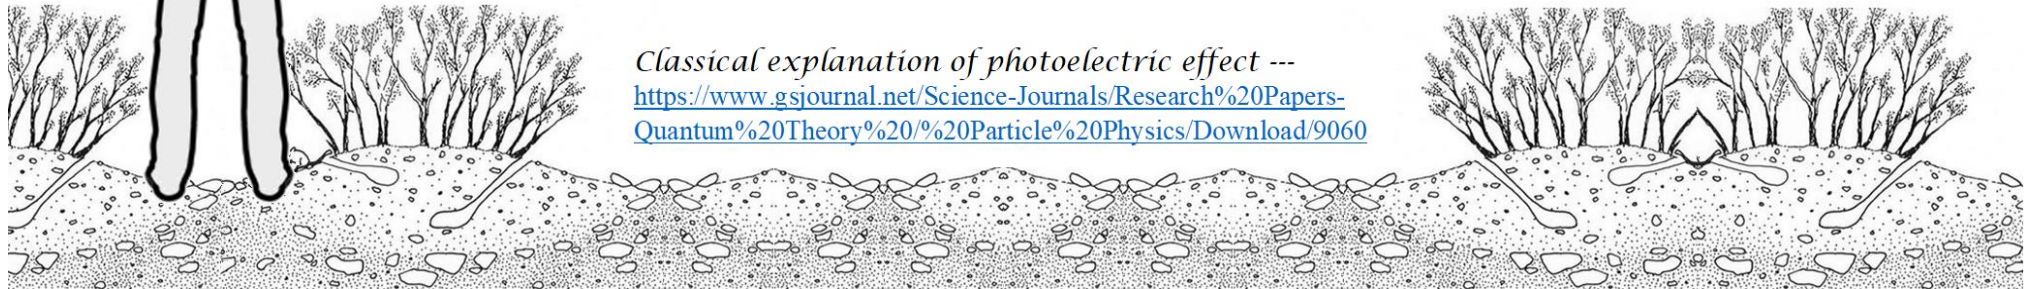 Classical explanation of photoelectric effect ---
https://www.gsjournal.net/Science-Journals/Research%20Papers-
Quantum%20Theory%20/%20Particle%20Physics/Download/9060